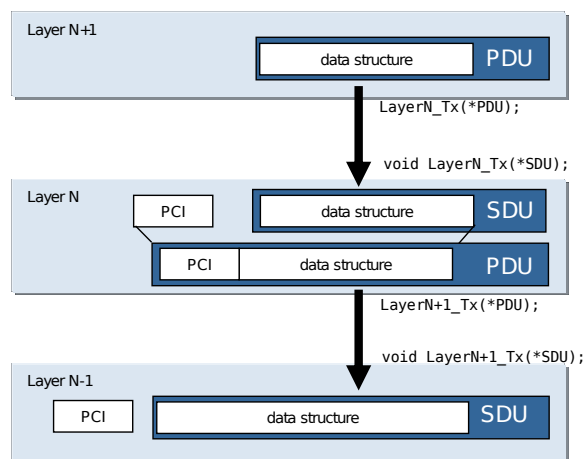 Layer N+1
data structure
PDU
LayerN_Tx(*PDU);
void LayerN_Tx(*SDU);
Layer N
PCI
data structure
SDU
PCI
data structure
PDU
LayerN+1_Tx(*PDU);
void LayerN+1_Tx(*SDU);
Layer N-1
PCI
data structure
SDU